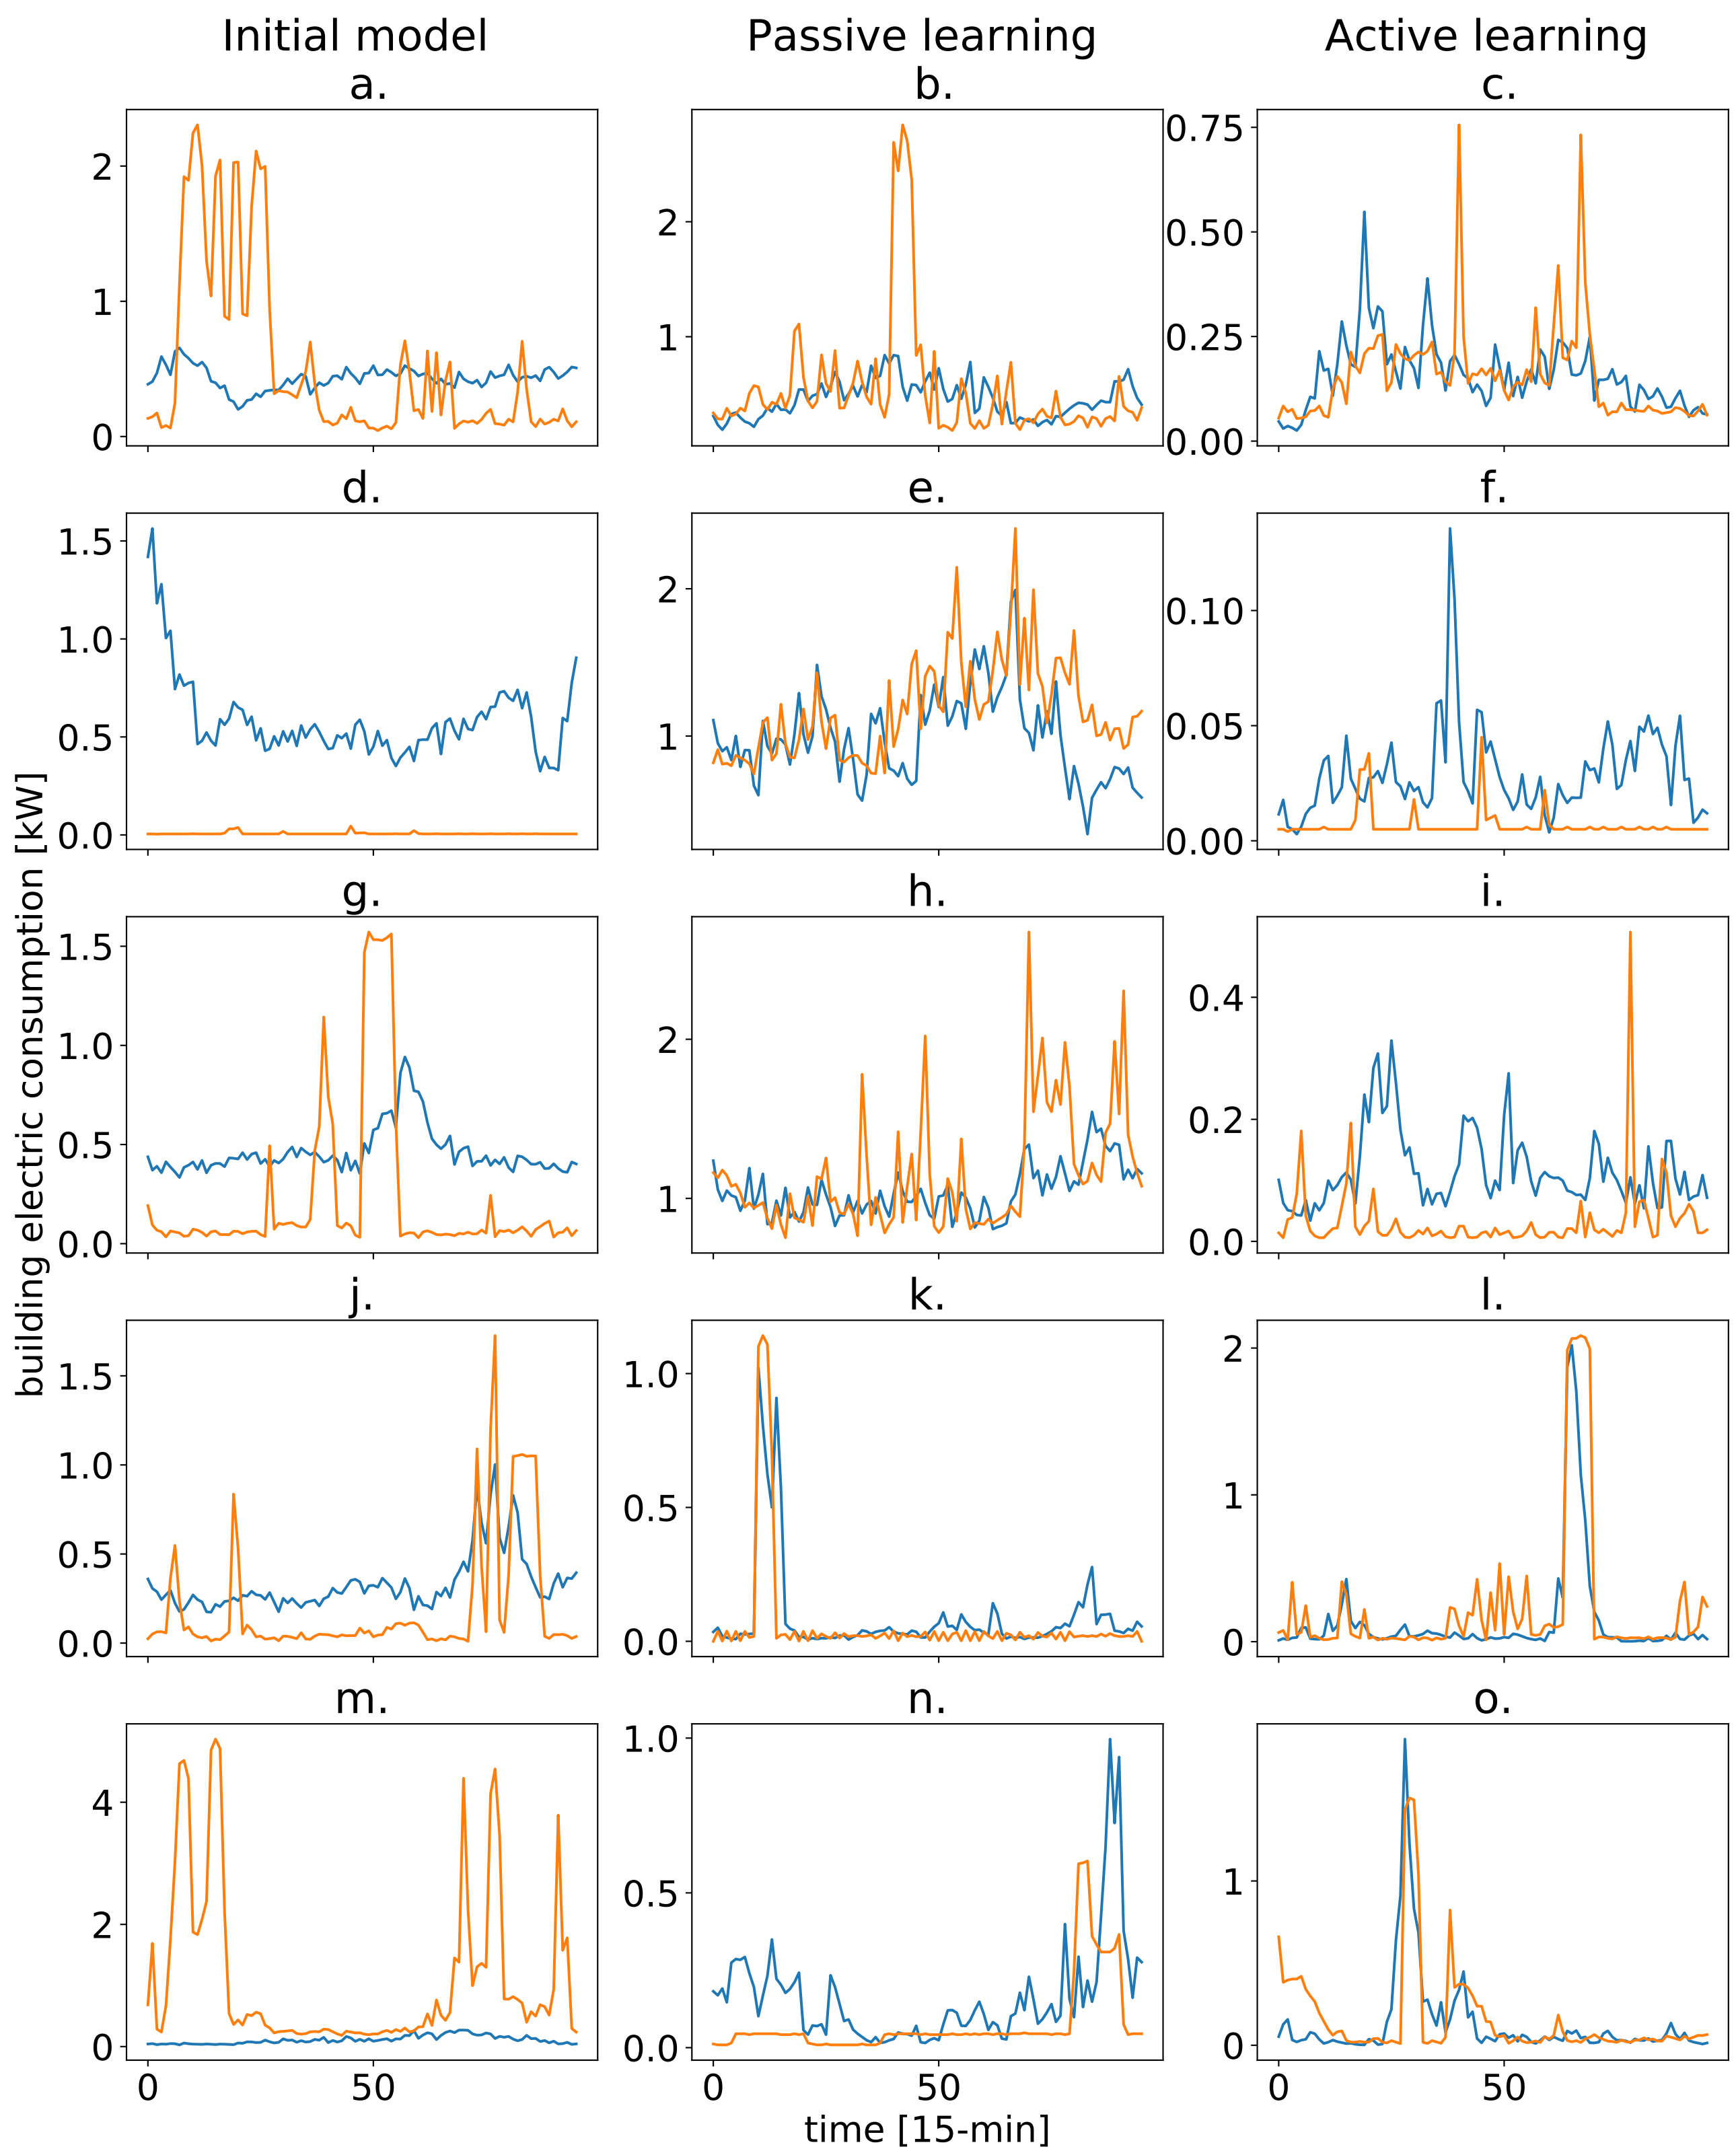 Initial model Passive learning Active learning
a. b. c.
2 2 0.75
1 1 0.50
0 0.25
0.00
d. e. f.
1.5 2 0.10
1.0 1 0.05
0.5 0.00
0.0
g. h. i.
1.5 2 0.4
1.0 1 0.2
0.5 0.0
0.0
building electric consumption [kW]
j. k. l.
1.5 1.0 2
1.0 0.5 1
0.5 0.0 0
0.0
m. n. o.
4 1.0 1
2 0.5 0
0 0.0
0 50 0 50 0 50
time [15-min]